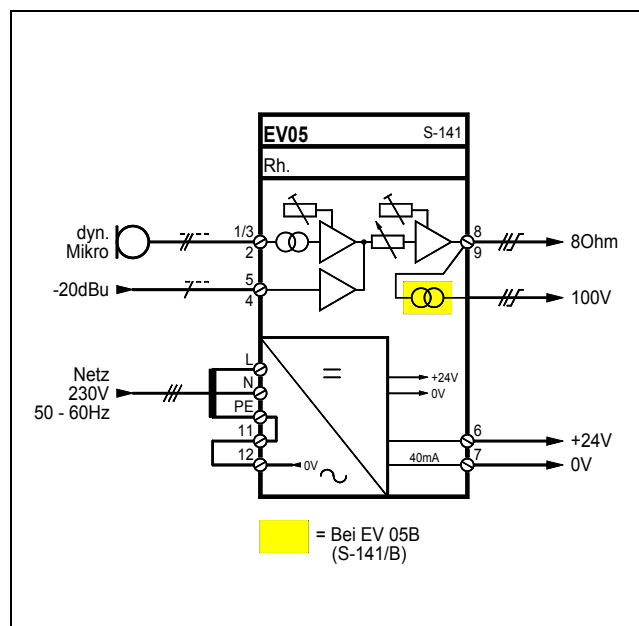 EV05 S-141
Rh.
dyn.
Mikro
1/3
2
8
9
8Ohm
-20dBu
5
4
100V
Netz
230V
50 - 60Hz
L
N
PE
11
12
=
+24V
0V
0V
40mA
6
7
+24V
0V
= Bei EV 05B
(S-141/B)